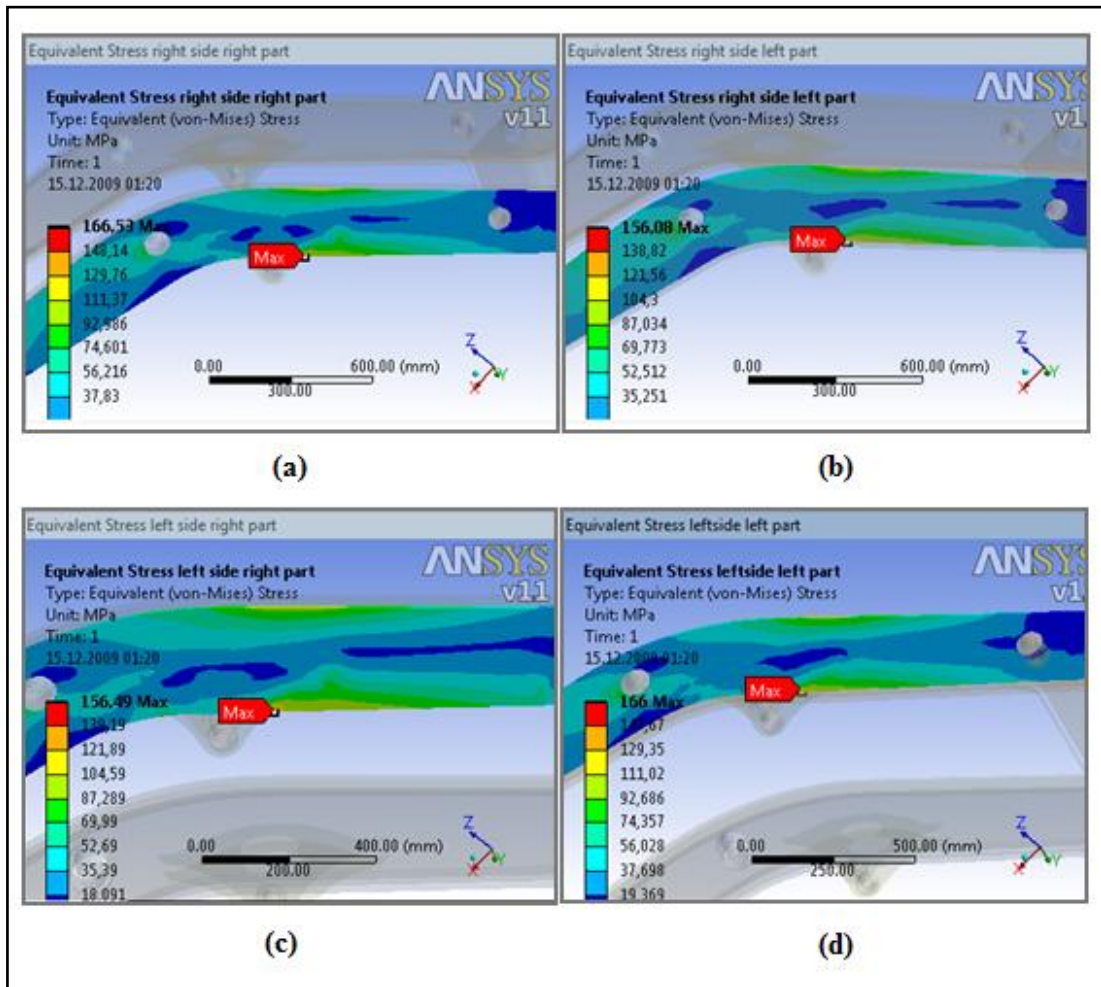 Equivalent Stress right side right part
Equivalent Stress right side right part
Type: Equivalent (von-Mises) Stress
Unit: MPa
Time: 1
15.12.2009 01:20
ANSYS
v11
166,53 Max
148,14
129,76
111,37
92,986
74,601
56,216
37,83
Max
0.00
600.00 (mm)
300.00
Z
Y
X
(a)
Equivalent Stress right side left part
Equivalent Stress right side left part
Type: Equivalent (von-Mises) Stress
Unit: MPa
Time: 1
15.12.2009 01:20
ANSYS
v1
156,08 Max
138,82
121,56
104,3
87,034
69,773
52,512
35,251
Max
0.00
600.00 (mm)
300.00
Z
Y
X
(b)
Equivalent Stress left side right part
Equivalent Stress left side right part
Type: Equivalent (von-Mises) Stress
Unit: MPa
Time: 1
15.12.2009 01:20
ANSYS
v11
156,49 Max
139,19
121,89
104,59
87,289
69,99
52,69
35,39
18,091
Max
0.00
400.00 (mm)
200.00
Z
Y
X
(c)
Equivalent Stress leftside left part
Equivalent Stress leftside left part
Type: Equivalent (von-Mises) Stress
Unit: MPa
Time: 1
15.12.2009 01:20
ANSYS
v1
166 Max
129,35
111,02
92,686
74,357
56,028
37,698
19,369
Max
0.00
500.00 (mm)
250.00
Z
Y
X
(d)